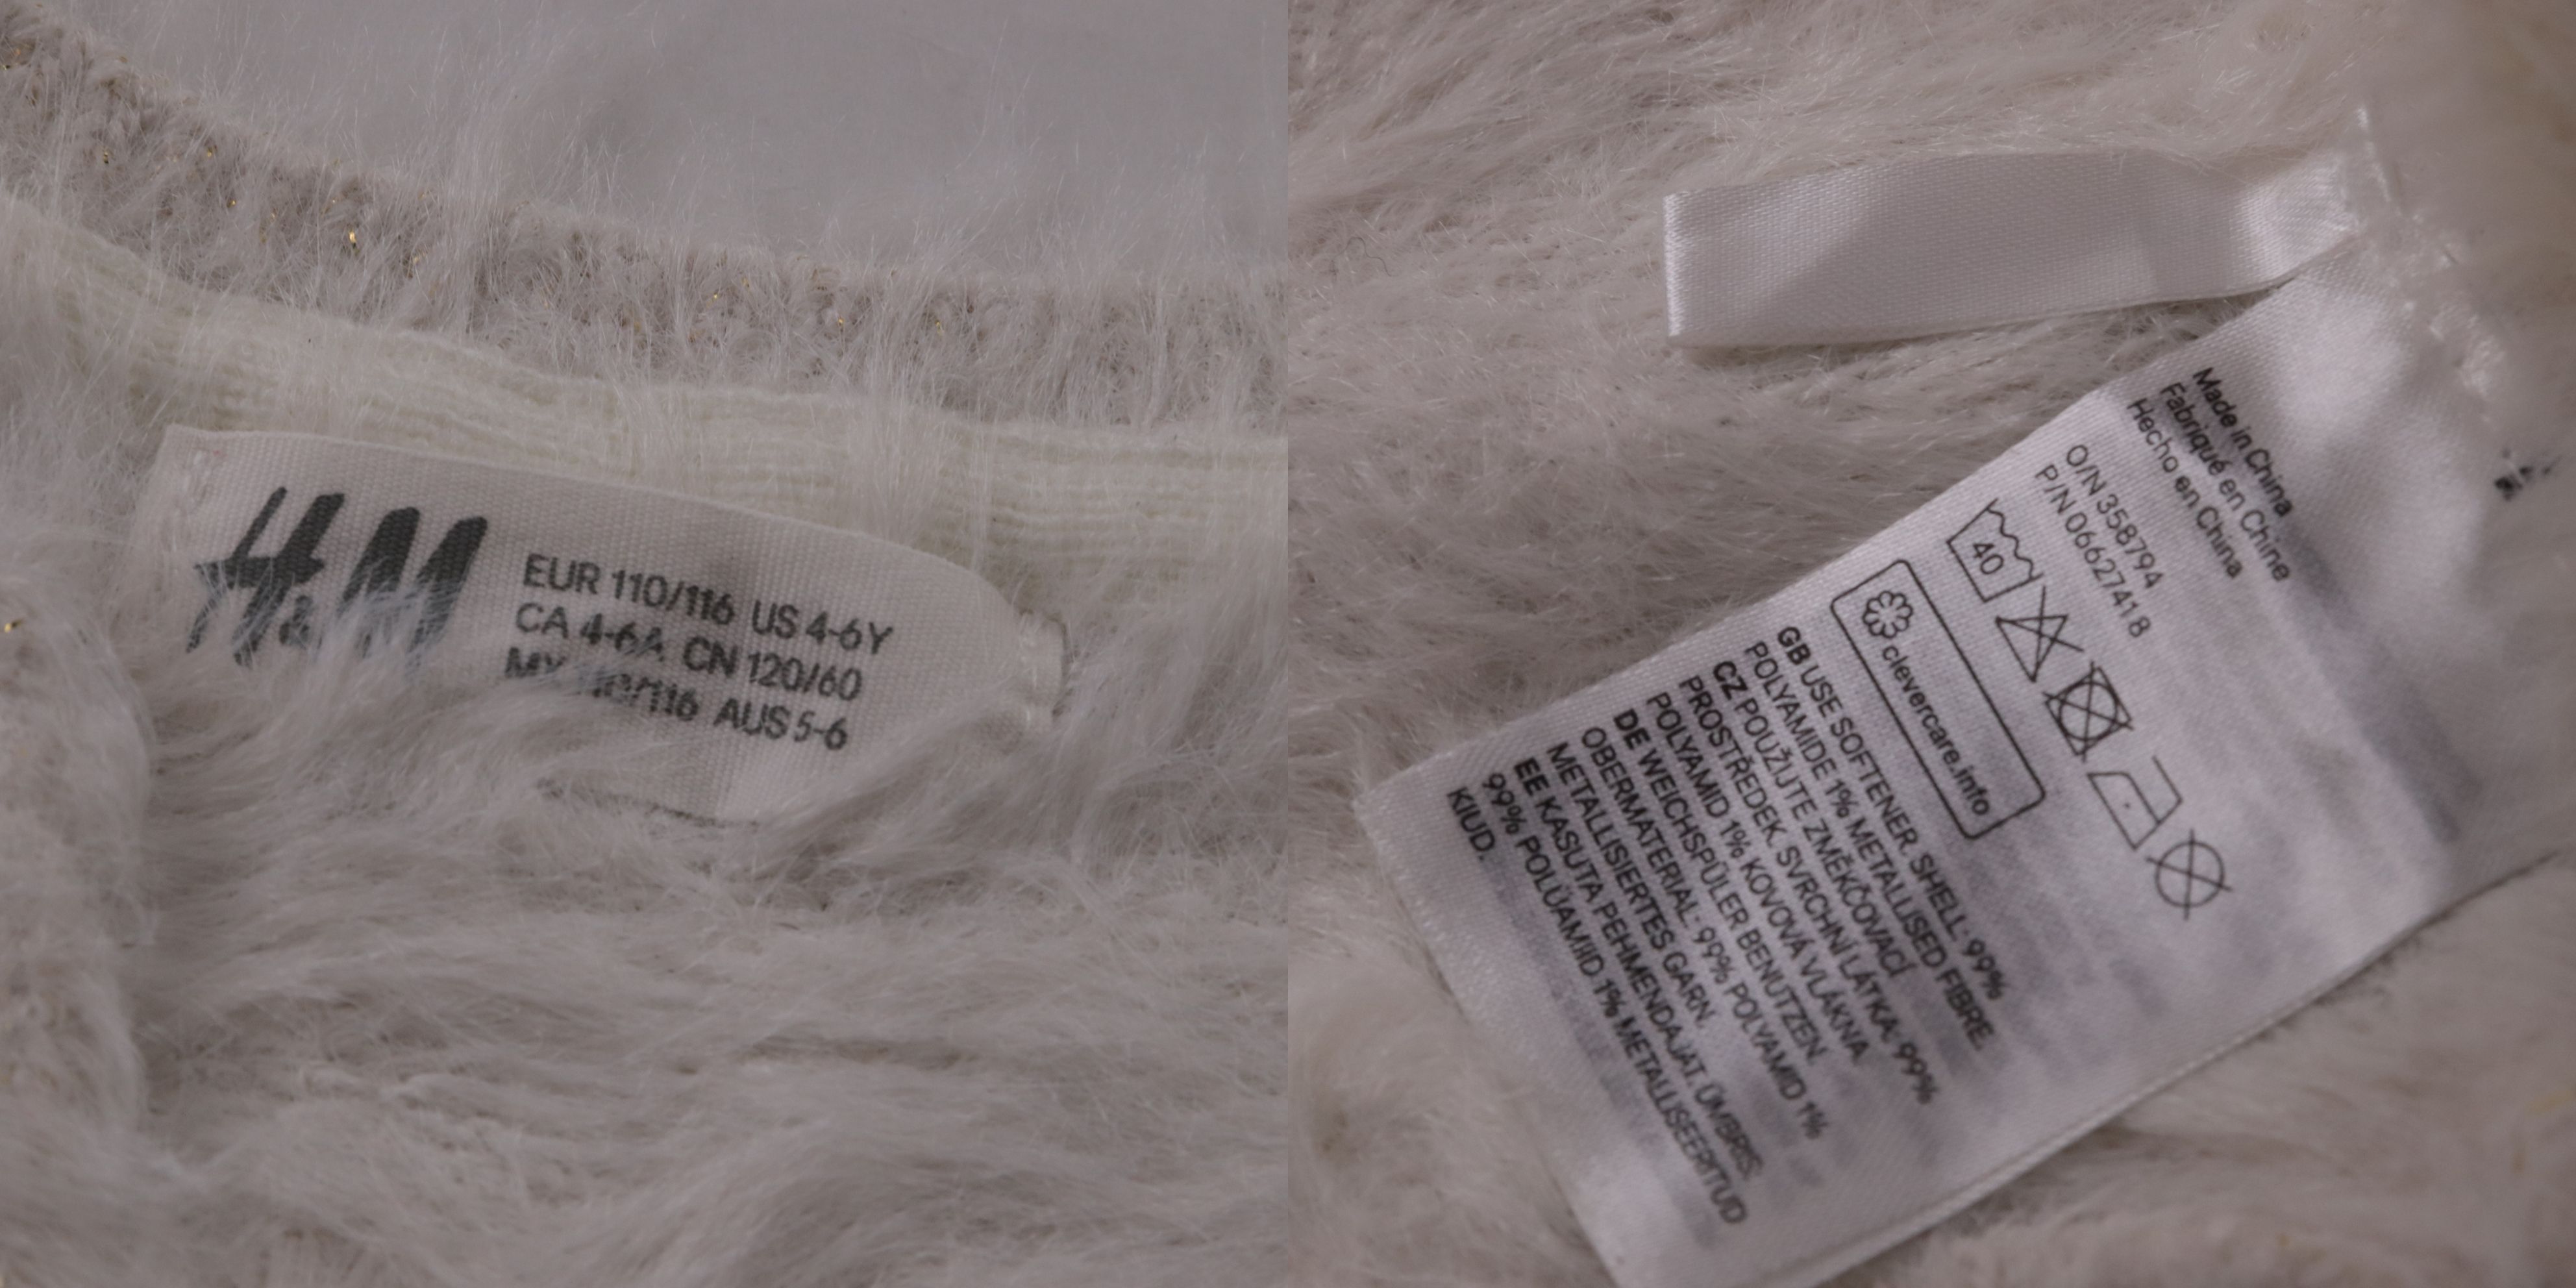 H&M
EUR 110/116 US 4-6Y
CA 4-6A CN 120/60
MX 110/116 AUS 5-6
Made in China
Fabriqué en Chine
Hecho en China
O/N 358794
P/N 066274 1 8
40
clevercare.info
GB USE SOFTENER. SHELL: 99%
POLYAMIDE 1% METALLISED FIBRE.
CZ POUŽIJTE ZMĚKČOVACÍ
PROSTŘEDEK. SVRCHNÍ LÁTKA: 99%
POLYAMID 1% KOVOVÁ VLÁKNA.
DE WEICHSPÜLER BENUTZEN.
OBERMATERIAL: 99% POLYAMID 1%
METALLISIERTES GARN.
EE KASUTA PEHMENDAJAT. ÜMBRIS:
99% POLÜAMIID 1% METALLISEERITUD
KIUD.